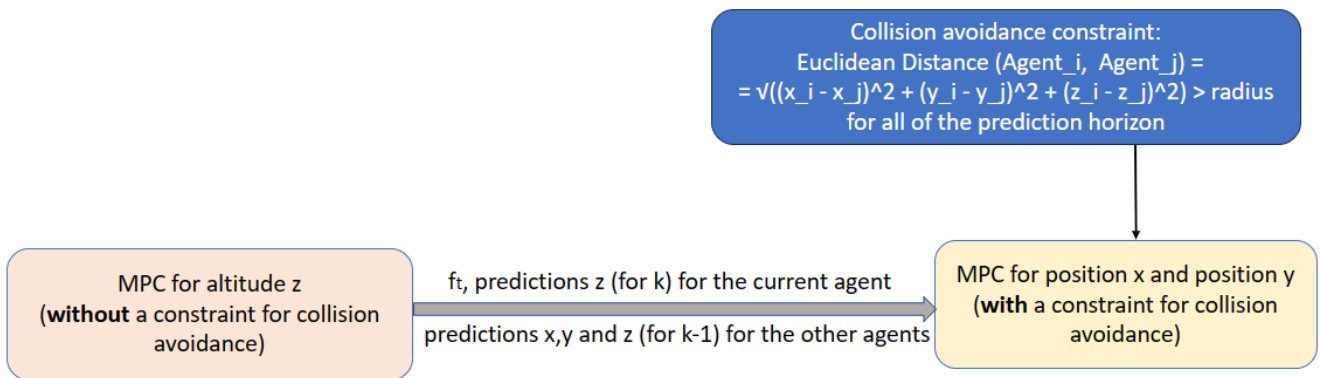 Collision avoidance constraint:
Euclidean Distance (Agent_i, Agent_j) =
= √((x_i - x_j)^2 + (y_i - y_j)^2 + (z_i - z_j)^2) > radius
for all of the prediction horizon
MPC for altitude z
(without a constraint for collision
avoidance)
fₜ, predictions z (for k) for the current agent
predictions x,y and z (for k-1) for the other agents
MPC for position x and position y
(with a constraint for collision
avoidance)